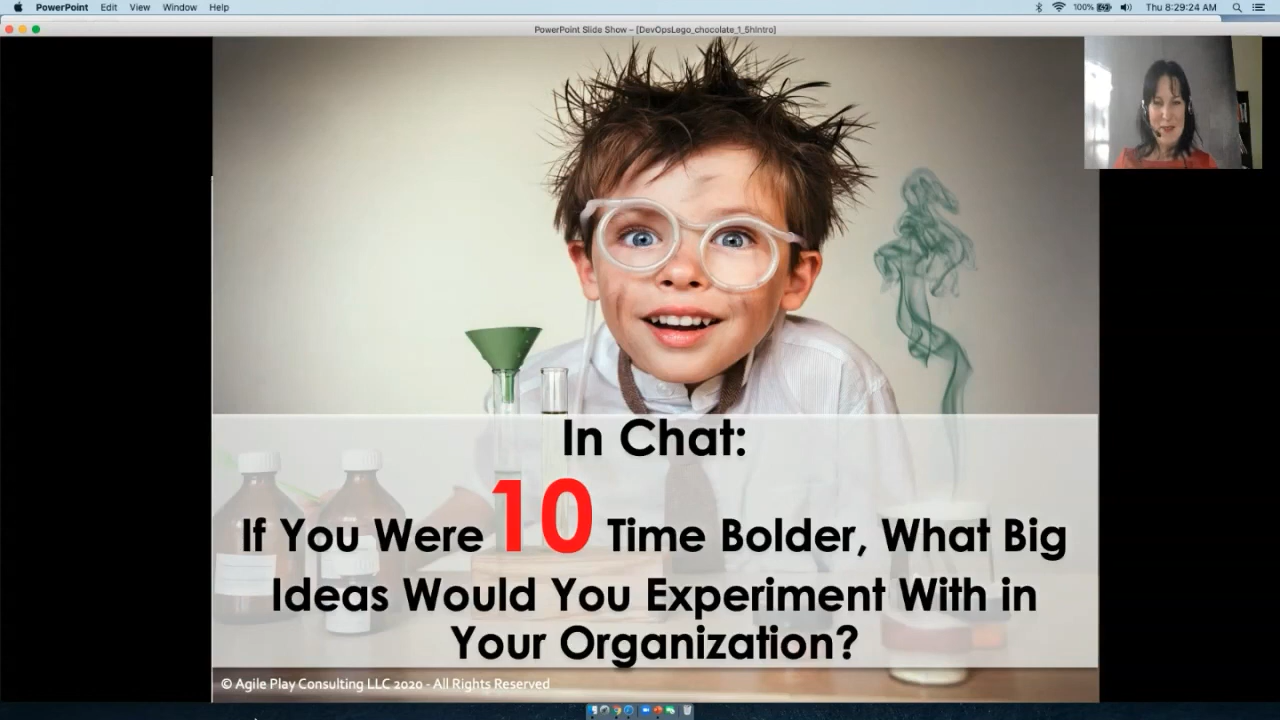 PowerPoint Edit View Window Help
100% Thu 8:29:24 AM
PowerPoint Slide Show – [DevOpsLego_chocolate_1_5hIntro]
In Chat:
If You Were 10 Time Bolder, What Big
Ideas Would You Experiment With in
Your Organization?
© Agile Play Consulting LLC 2020 - All Rights Reserved